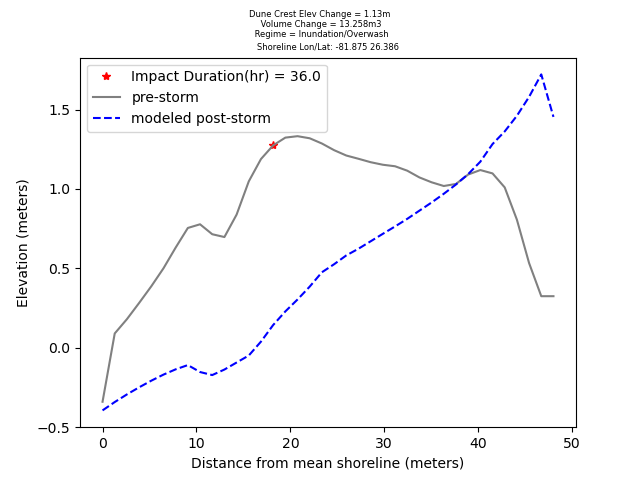 Dune Crest Elev Change = 1.13m
Volume Change = 13.258m3
Regime = Inundation/Overwash
Shoreline Lon/Lat: -81.875 26.386
Impact Duration(hr) = 36.0
pre-storm
modeled post-storm
Elevation (meters)
1.5
1.0
0.5
0.0
−0.5
0 10 20 30 40 50
Distance from mean shoreline (meters)